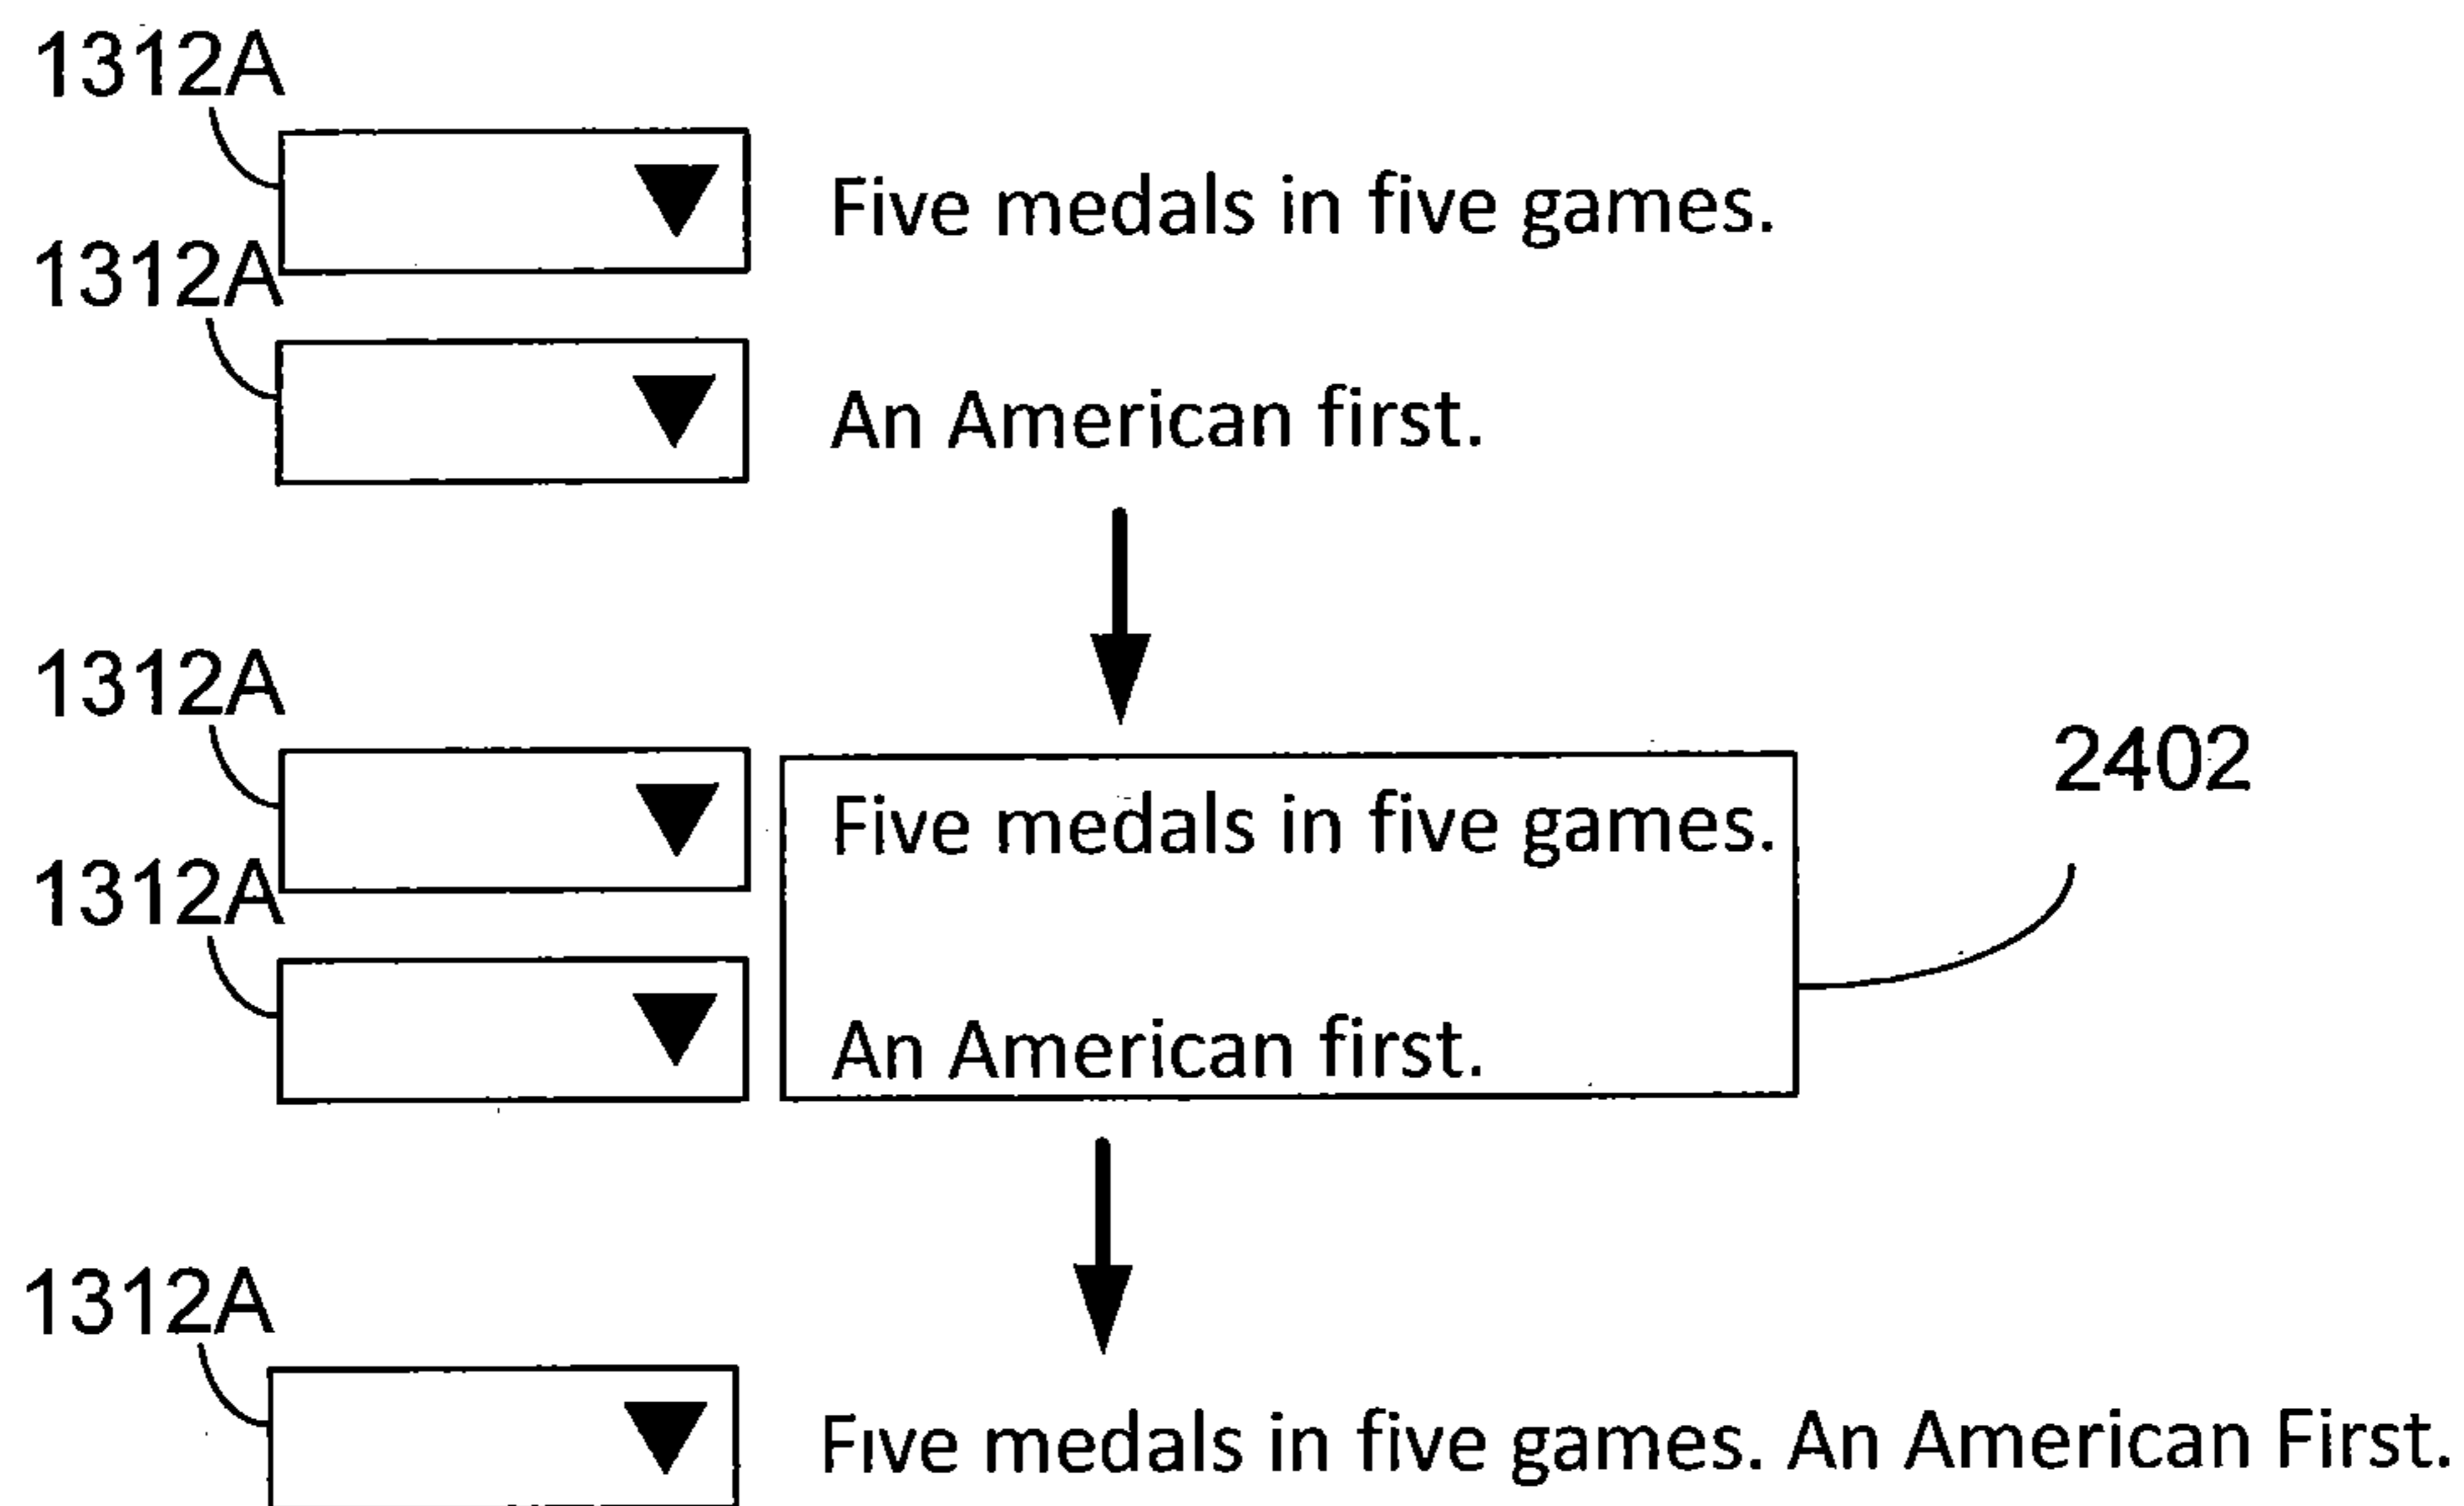 1312A
Five medals in five games.
1312A
An American first.
1312A
2402
Five medals in five games.
1312A
An American first.
1312A
Five medals in five games. An American First.